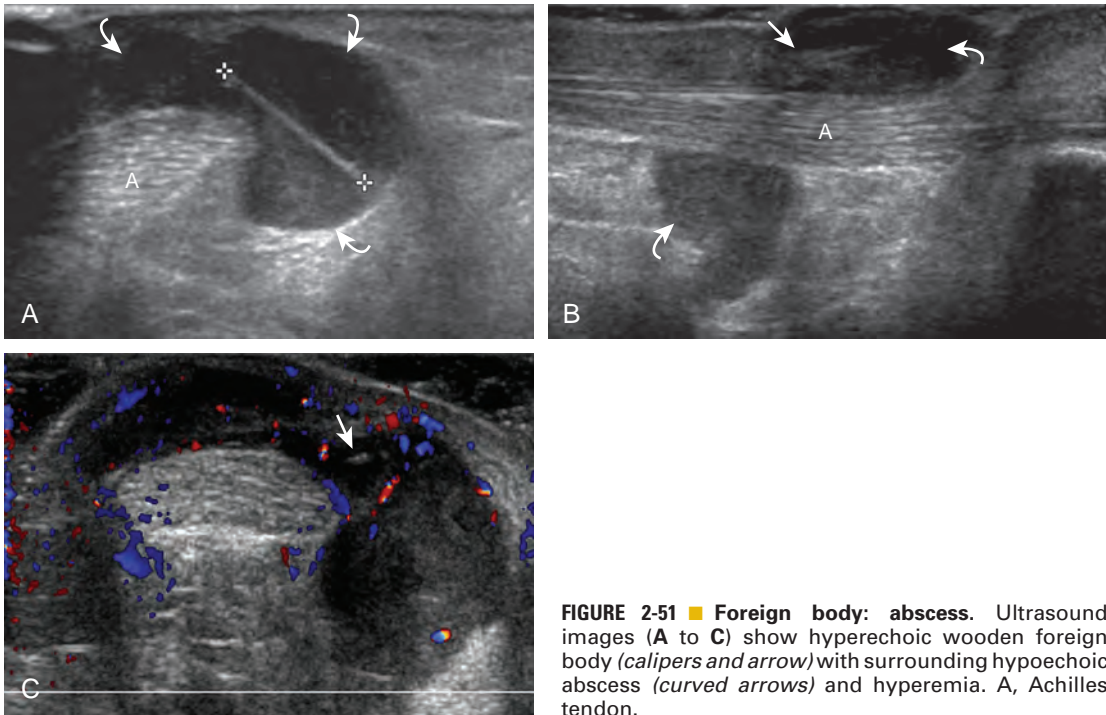 A
A
A
B
C
FIGURE 2-51 ■ Foreign body: abscess. Ultrasound
images (A to C) show hyperechoic wooden foreign
body (calipers and arrow) with surrounding hypoechoic
abscess (curved arrows) and hyperemia. A, Achilles
tendon.